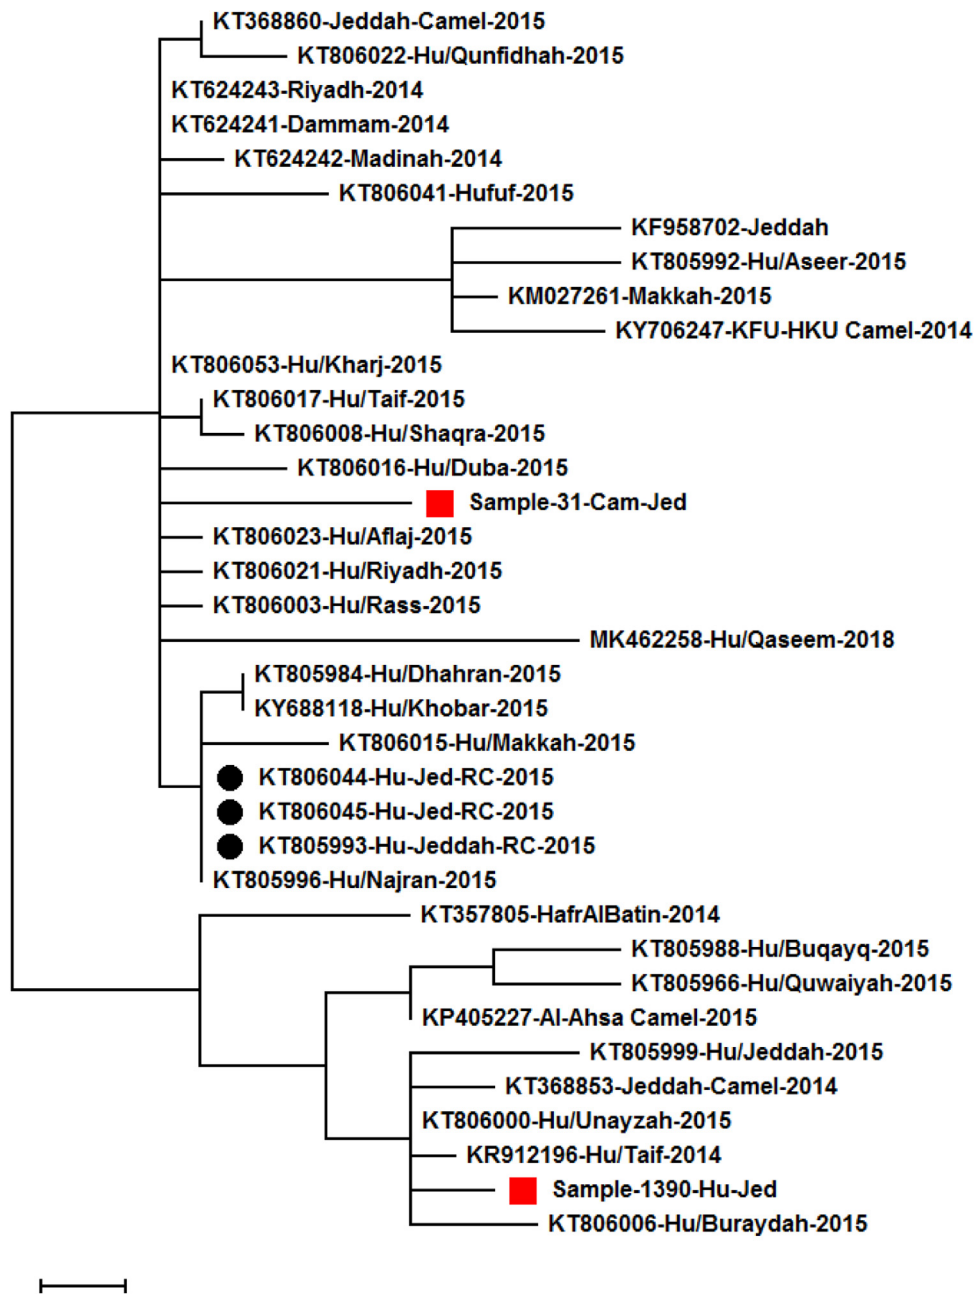 KT368860-Jeddah-Camel-2015
KT806022-Hu/Qunfidhah-2015
KT624243-Riyadh-2014
KT624241-Dammam-2014
KT624242-Madinah-2014
KT806041-Hufuf-2015
KF958702-Jeddah
KT805992-Hu/Aseer-2015
KM027261-Makkah-2015
KY706247-KFU-HKU Camel-2014
KT806053-Hu/Kharj-2015
KT806017-Hu/Taif-2015
KT806008-Hu/Shaqra-2015
KT806016-Hu/Duba-2015
Sample-31-Cam-Jed
KT806023-Hu/Aflaj-2015
KT806021-Hu/Riyadh-2015
KT806003-Hu/Rass-2015
MK462258-Hu/Qaseem-2018
KT805984-Hu/Dhahran-2015
KY688118-Hu/Khobar-2015
KT806015-Hu/Makkah-2015
KT806044-Hu-Jed-RC-2015
KT806045-Hu-Jed-RC-2015
KT805993-Hu-Jeddah-RC-2015
KT805996-Hu/Najran-2015
KT357805-HafrAlBatin-2014
KT805988-Hu/Buqayq-2015
KT805966-Hu/Quwaiyah-2015
KP405227-Al-Ahsa Camel-2015
KT805999-Hu/Jeddah-2015
KT368853-Jeddah-Camel-2014
KT806000-Hu/Unayzah-2015
KR912196-Hu/Taif-2014
Sample-1390-Hu-Jed
KT806006-Hu/Buraydah-2015